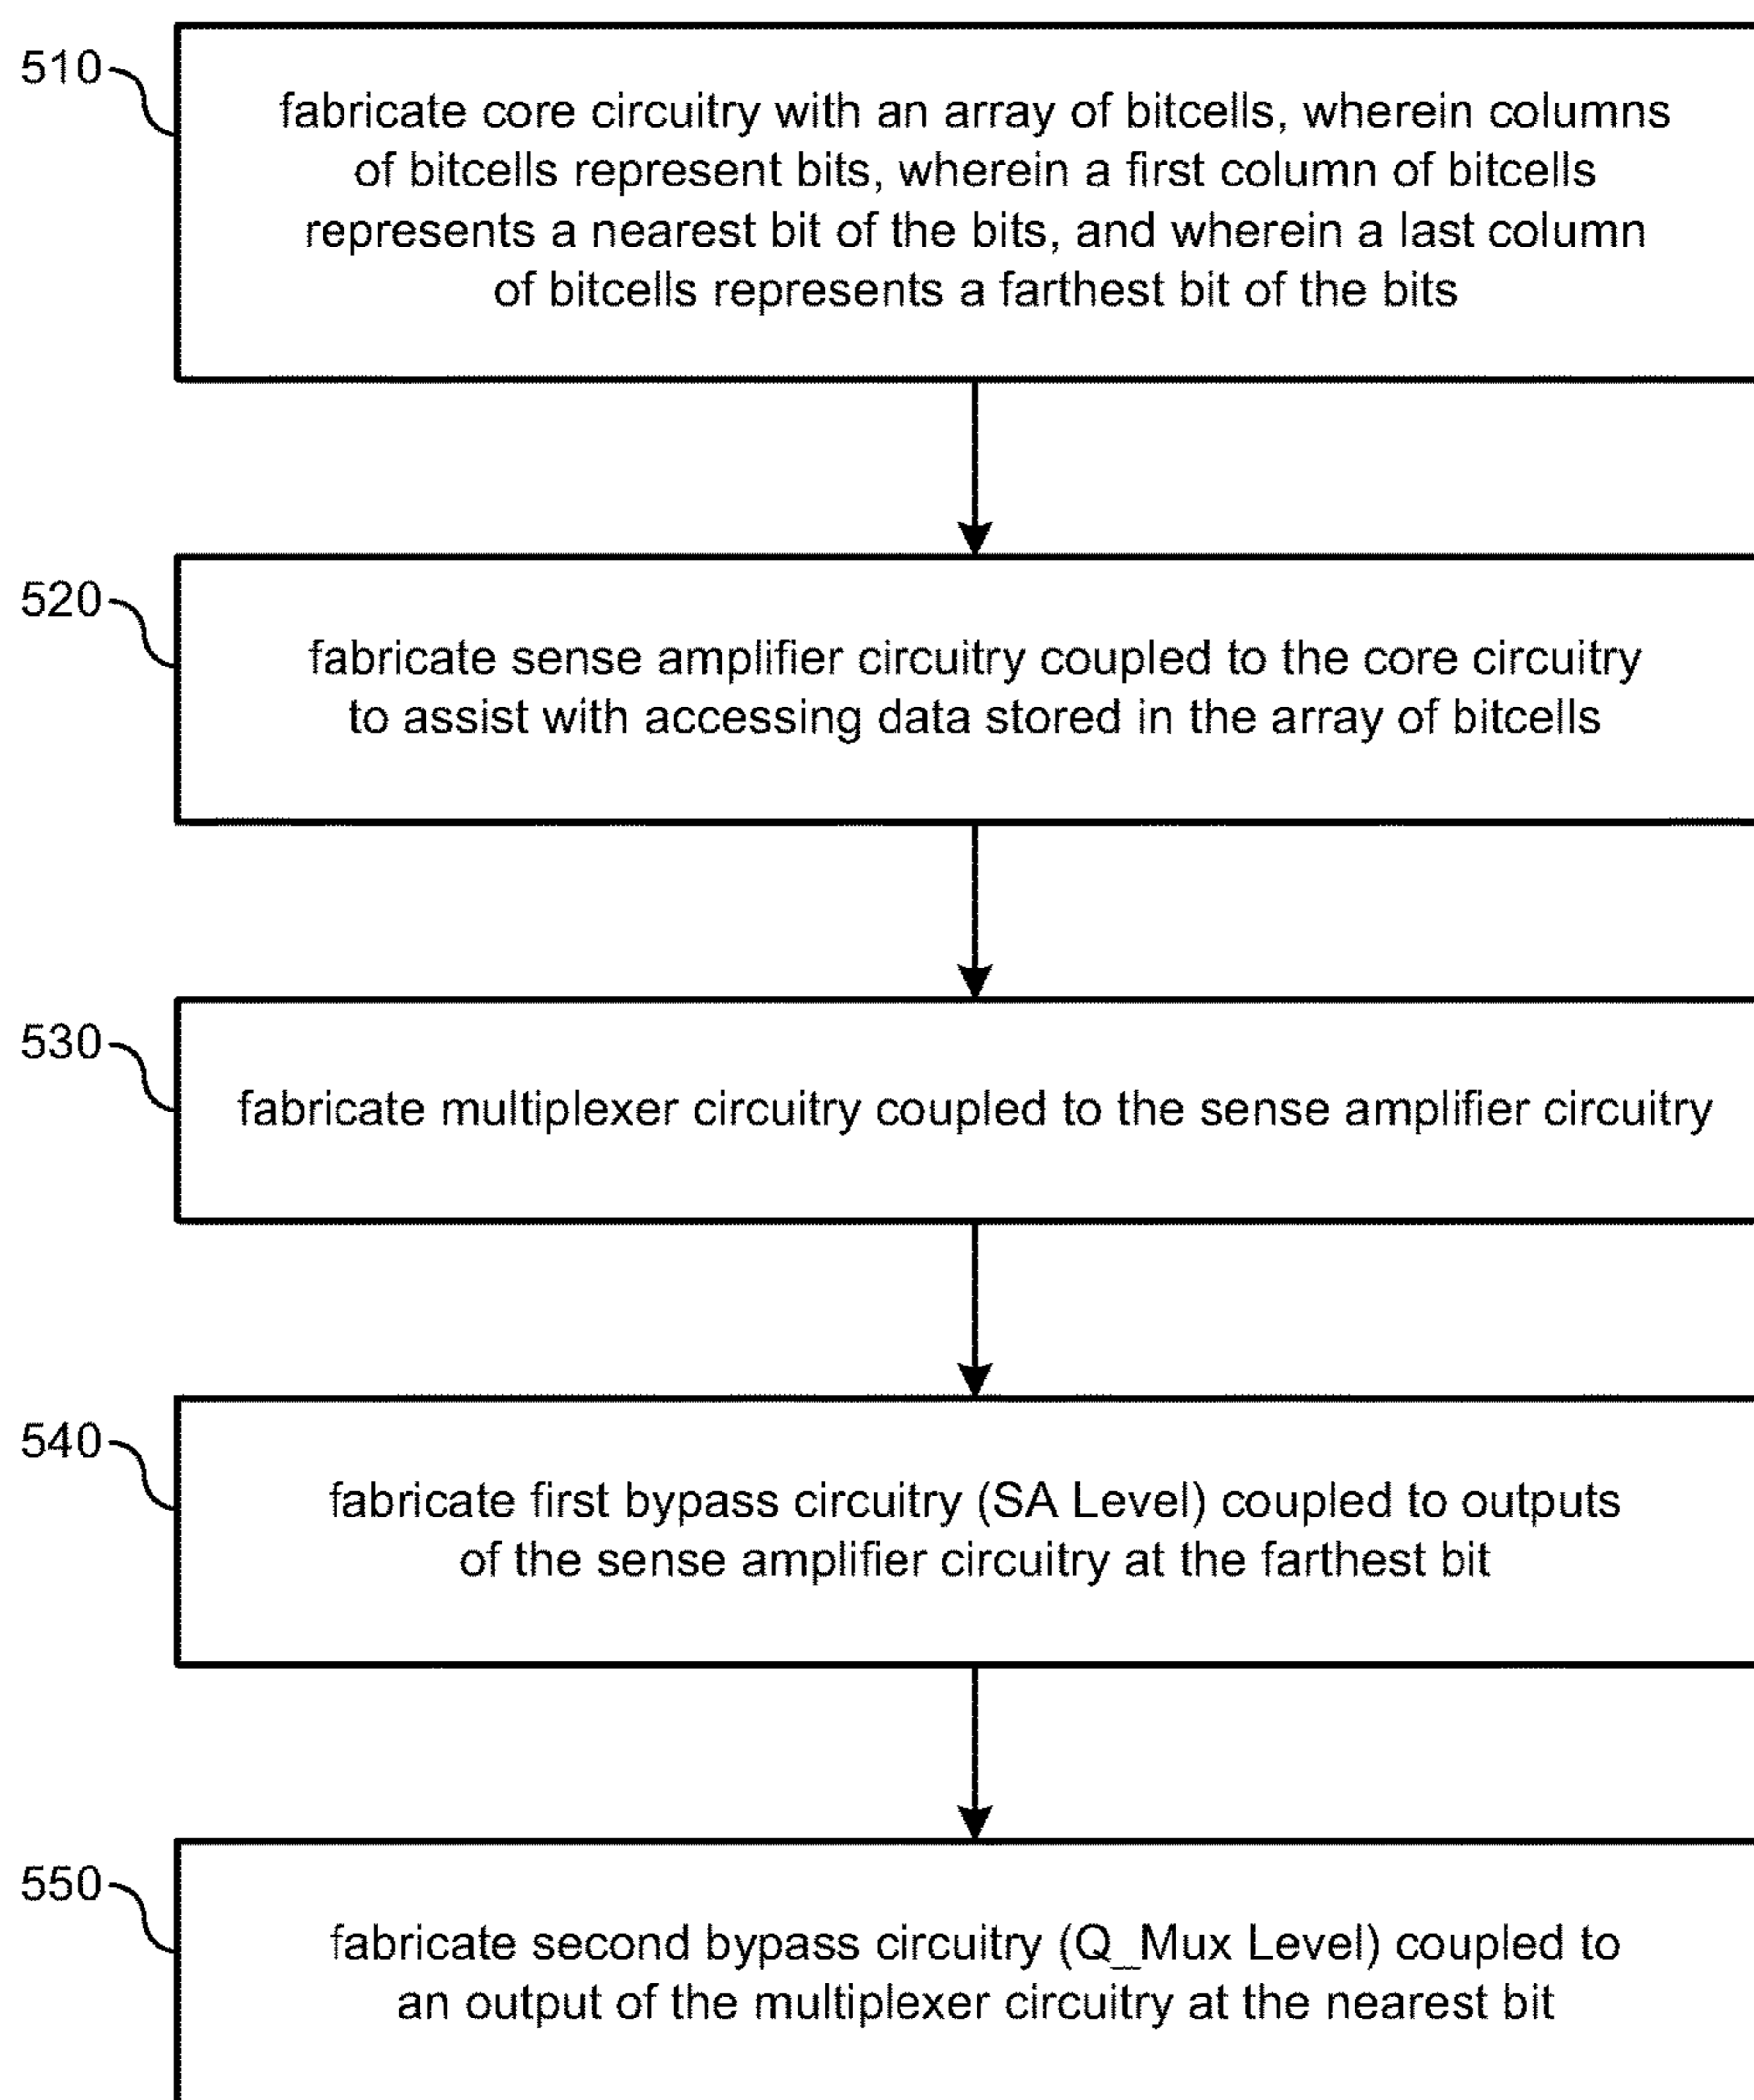 510
fabricate core circuitry with an array of bitcells, wherein columns
of bitcells represent bits, wherein a first column of bitcells
represents a nearest bit of the bits, and wherein a last column
of bitcells represents a farthest bit of the bits
520
fabricate sense amplifier circuitry coupled to the core circuitry
to assist with accessing data stored in the array of bitcells
530
fabricate multiplexer circuitry coupled to the sense amplifier circuitry
540
fabricate first bypass circuitry (SA Level) coupled to outputs
of the sense amplifier circuitry at the farthest bit
550
fabricate second bypass circuitry (Q_Mux Level) coupled to
an output of the multiplexer circuitry at the nearest bit